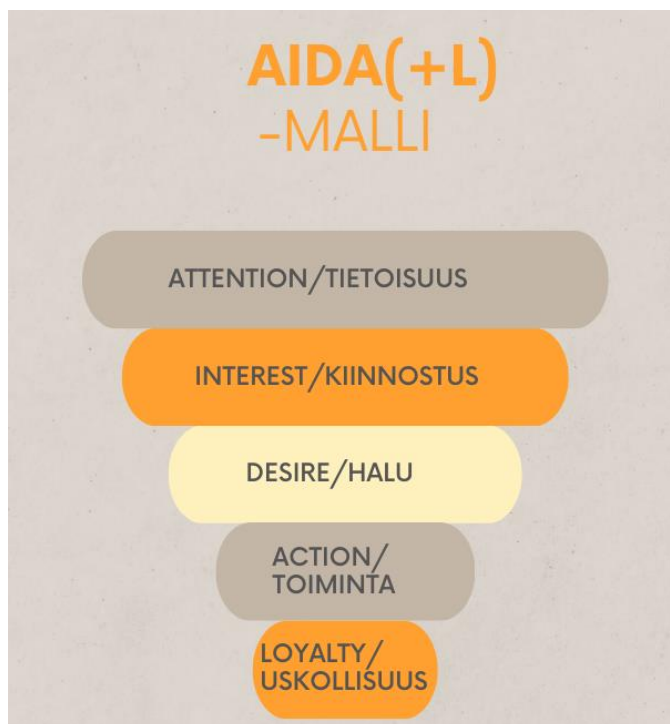 AIDA(+L)
-MALLI
ATTENTION/TIETOISUUS
INTEREST/KIINNOSTUS
DESIRE/HALU
ACTION/
TOIMINTA
LOYALTY/
USKOLLISUUS